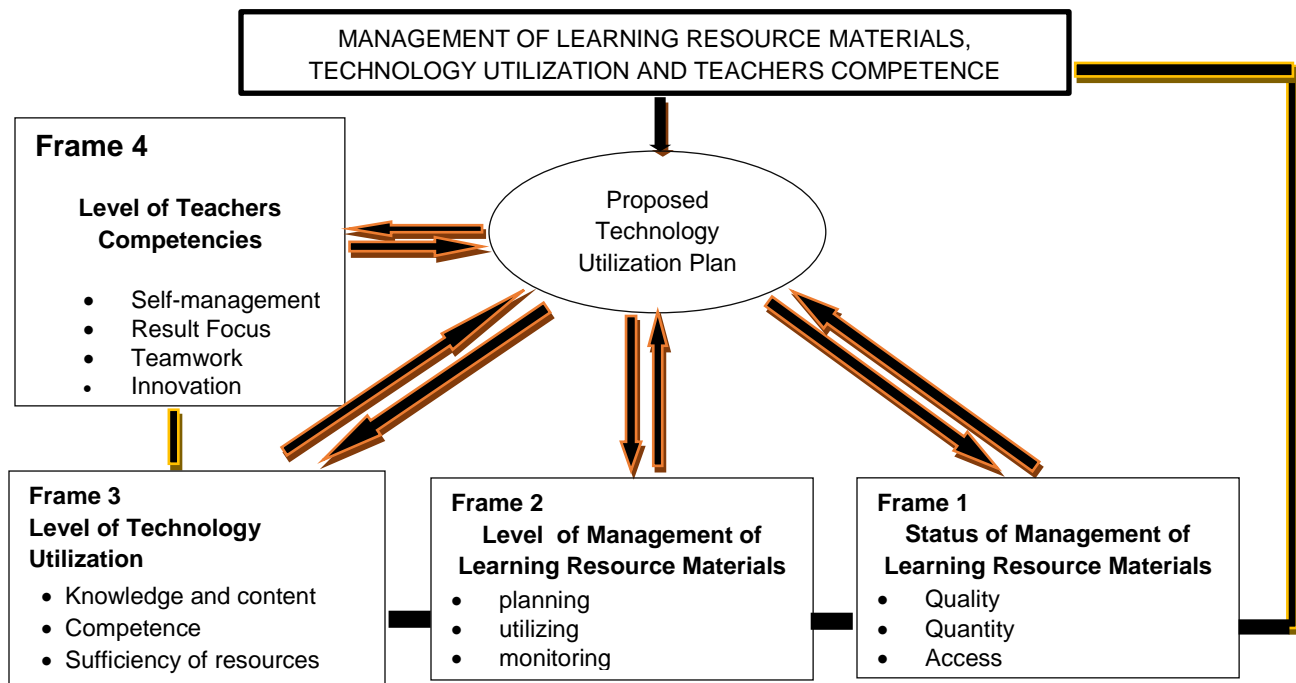 MANAGEMENT OF LEARNING RESOURCE MATERIALS,
TECHNOLOGY UTILIZATION AND TEACHERS COMPETENCE
Frame 4
Level of Teachers
Competencies
• Self-management
• Result Focus
• Teamwork
• Innovation
Proposed
Technology
Utilization Plan
Frame 3
Level of Technology
Utilization
• Knowledge and content
• Competence
• Sufficiency of resources
Frame 2
Level of Management of
Learning Resource Materials
• planning
• utilizing
• monitoring
Frame 1
Status of Management of
Learning Resource Materials
• Quality
• Quantity
• Access